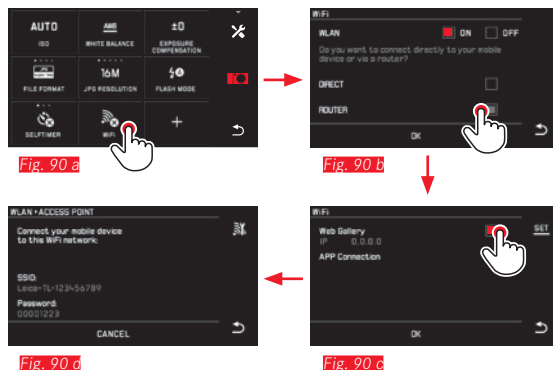 AUTO
ISO
AWB
WHITE BALANCE
±0
EXPOSURE
COMPENSATION
FILE FORMAT
16M
JPG RESOLUTION
FLASH MODE
SELFTIMER
WIFI
+
Fig. 90 a
WiFi
WLAN
ON
OFF
Do you want to connect directly to your mobile
device or via a router?
DIRECT
ROUTER
OK
Fig. 90 b
WLAN+ACCESS POINT
Connect your mobile device
to this WiFi network:
SSID:
Leica-TL-123456789
Password:
00001223
CANCEL
Fig. 90 d
WiFi
Web Gallery
IP 0.0.0.0
APP Connection
SET
OK
Fig. 90 c